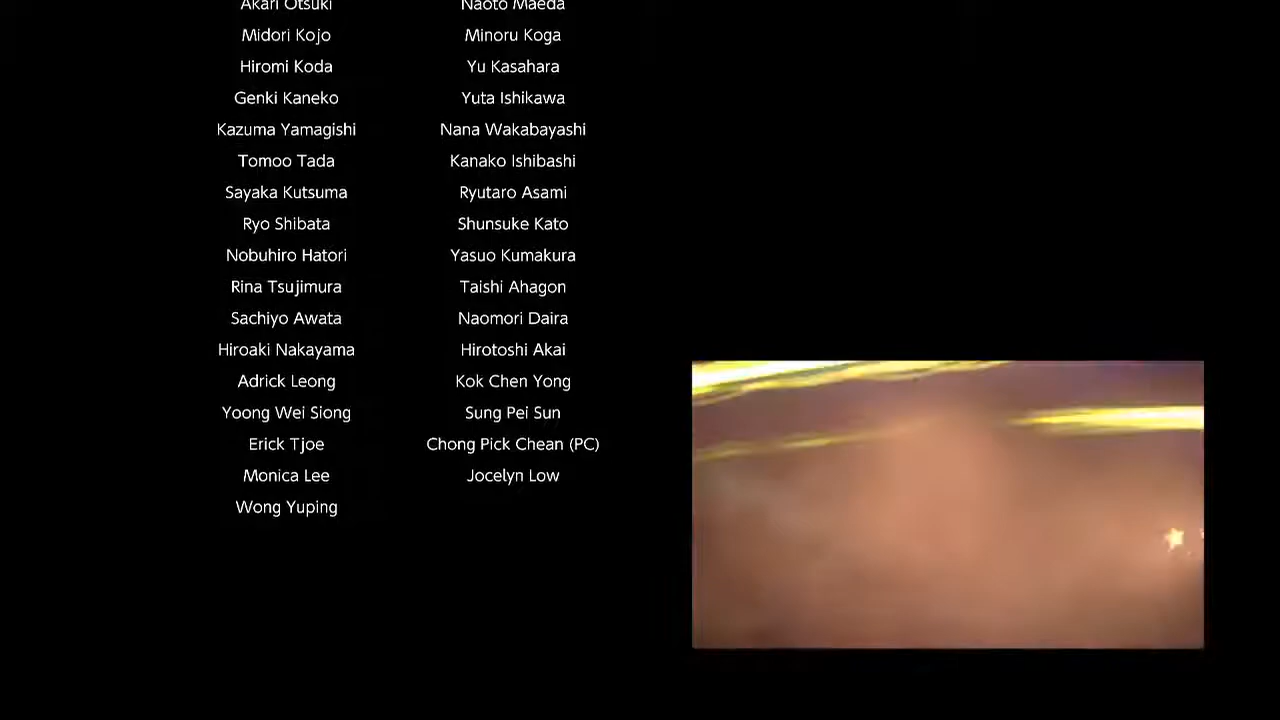 Akari Otsuki Naoto Maeda
Midori Kojo Minoru Koga
Hiromi Koda Yu Kasahara
Genki Kaneko Yuta Ishikawa
Kazuma Yamagishi Nana Wakabayashi
Tomoo Tada Kanako Ishibashi
Sayaka Kutsuma Ryutaro Asami
Ryo Shibata Shunsuke Kato
Nobuhiro Hatori Yasuo Kumakura
Rina Tsujimura Taishi Ahagon
Sachiyo Awata Naomori Daira
Hiroaki Nakayama Hirotoshi Akai
Adrick Leong Kok Chen Yong
Yoong Wei Siong Sung Pei Sun
Erick Tjoe Chong Pick Chean (PC)
Monica Lee Jocelyn Low
Wong Yuping